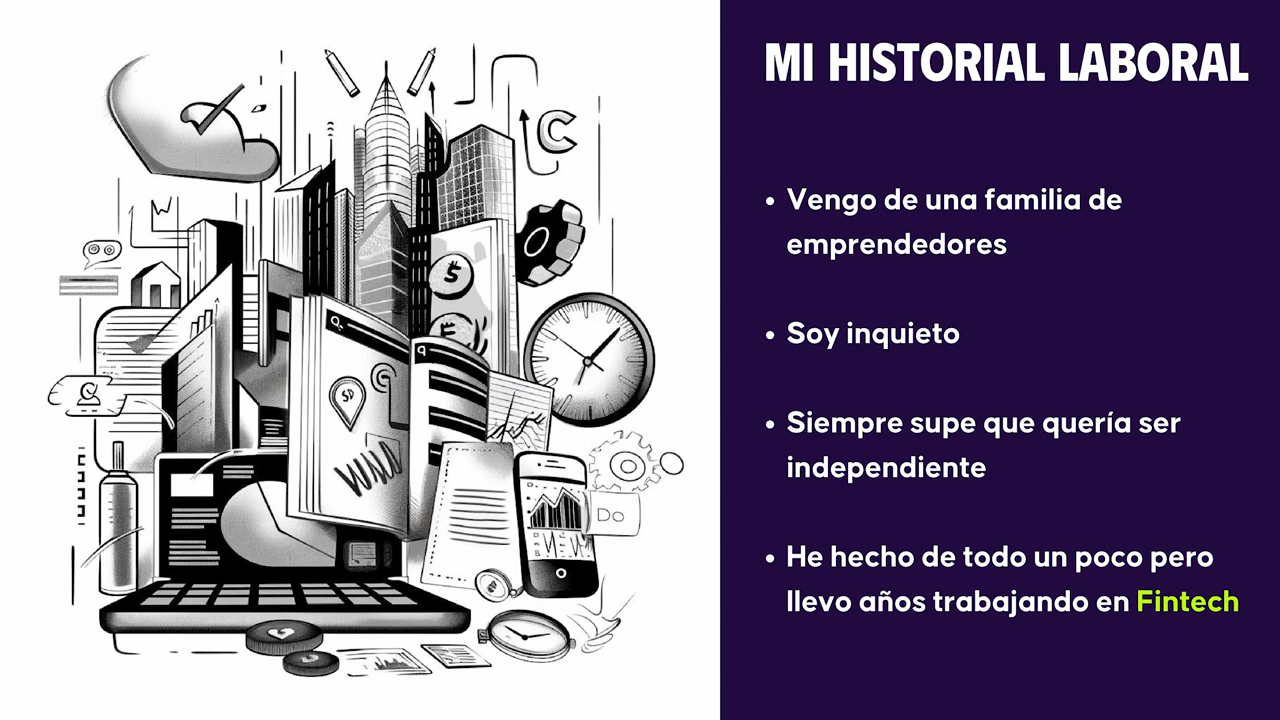 MI HISTORIAL LABORAL
• Vengo de una familia de
emprendedores
• Soy inquieto
• Siempre supe que quería ser
independiente
• He hecho de todo un poco pero
llevo años trabajando en Fintech
C
$
Do